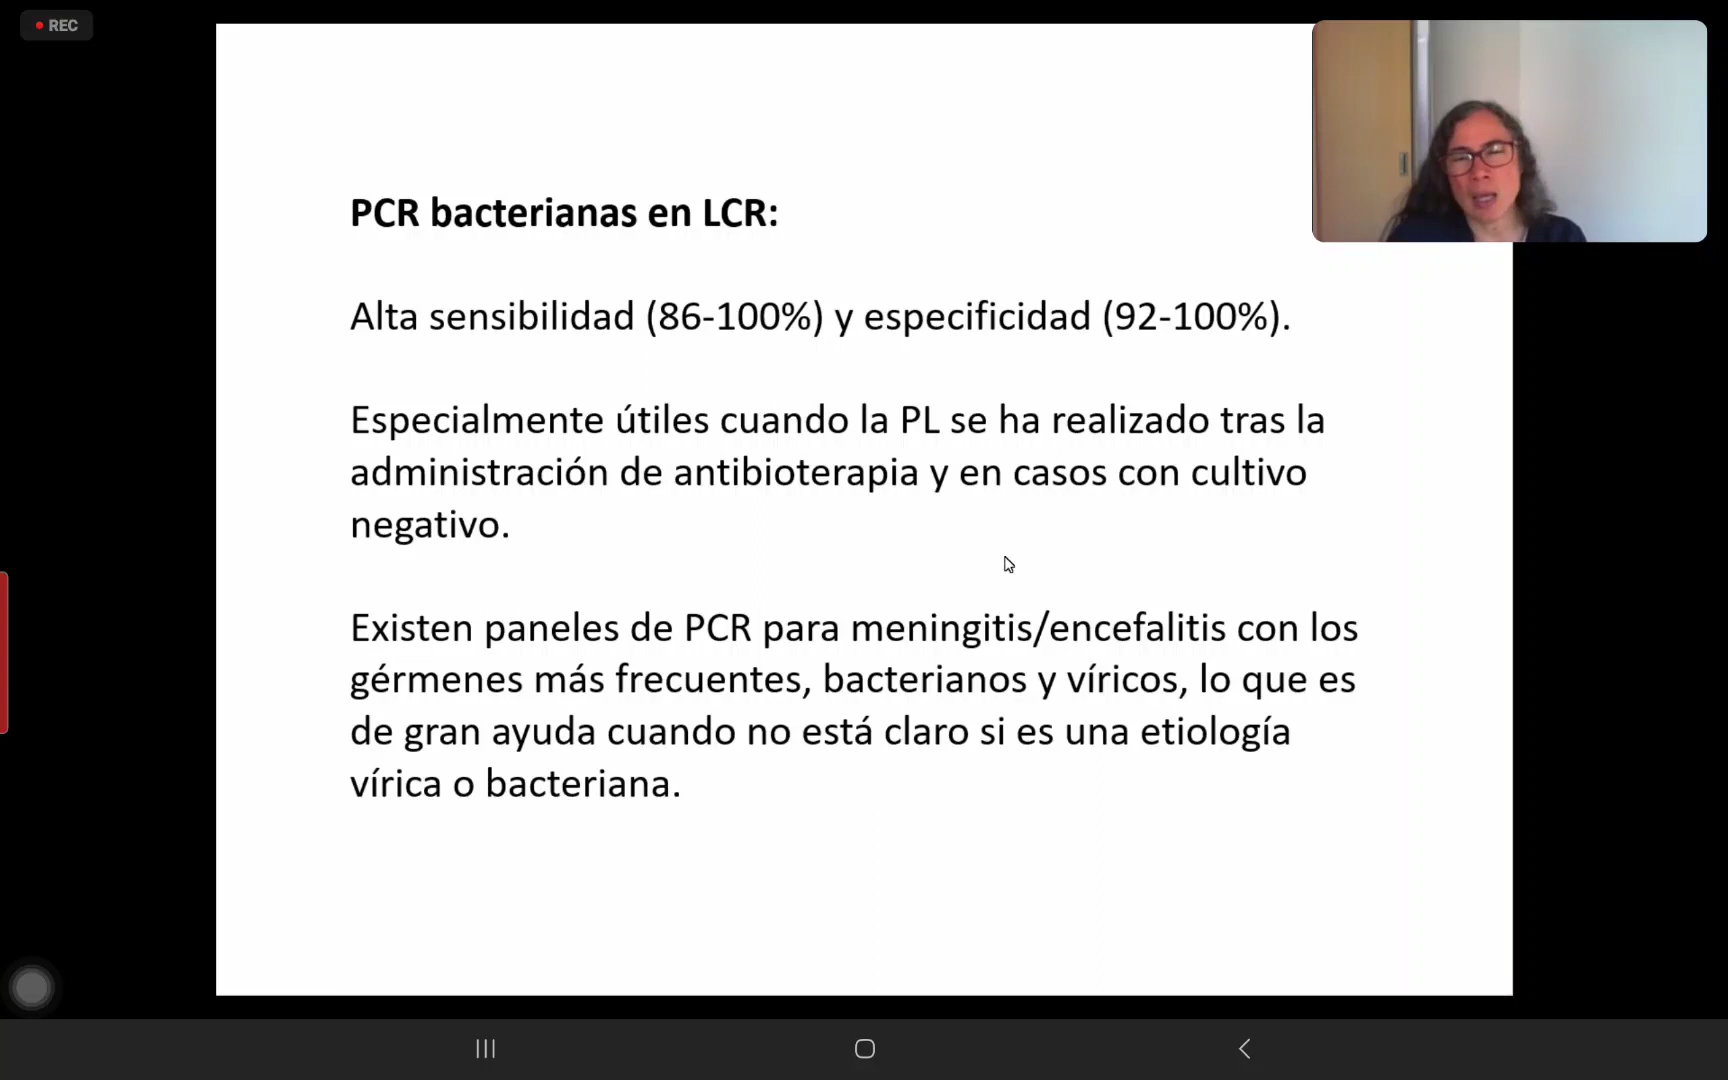 REC
PCR bacterianas en LCR:
Alta sensibilidad (86-100%) y especificidad (92-100%).
Especialmente útiles cuando la PL se ha realizado tras la
administración de antibioterapia y en casos con cultivo
negativo.
Existen paneles de PCR para meningitis/encefalitis con los
gérmenes más frecuentes, bacterianos y víricos, lo que es
de gran ayuda cuando no está claro si es una etiología
vírica o bacteriana.